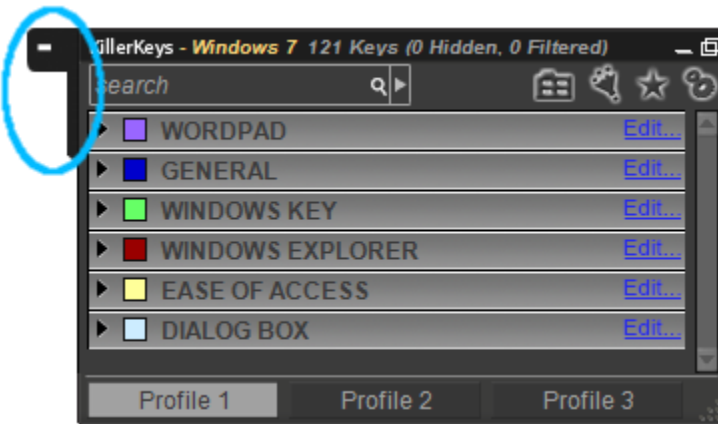 KillerKeys - Windows 7 121 Keys (0 Hidden, 0 Filtered)
search
WORDPAD Edit...
GENERAL Edit...
WINDOWS KEY Edit...
WINDOWS EXPLORER Edit...
EASE OF ACCESS Edit...
DIALOG BOX Edit...
Profile 1 Profile 2 Profile 3